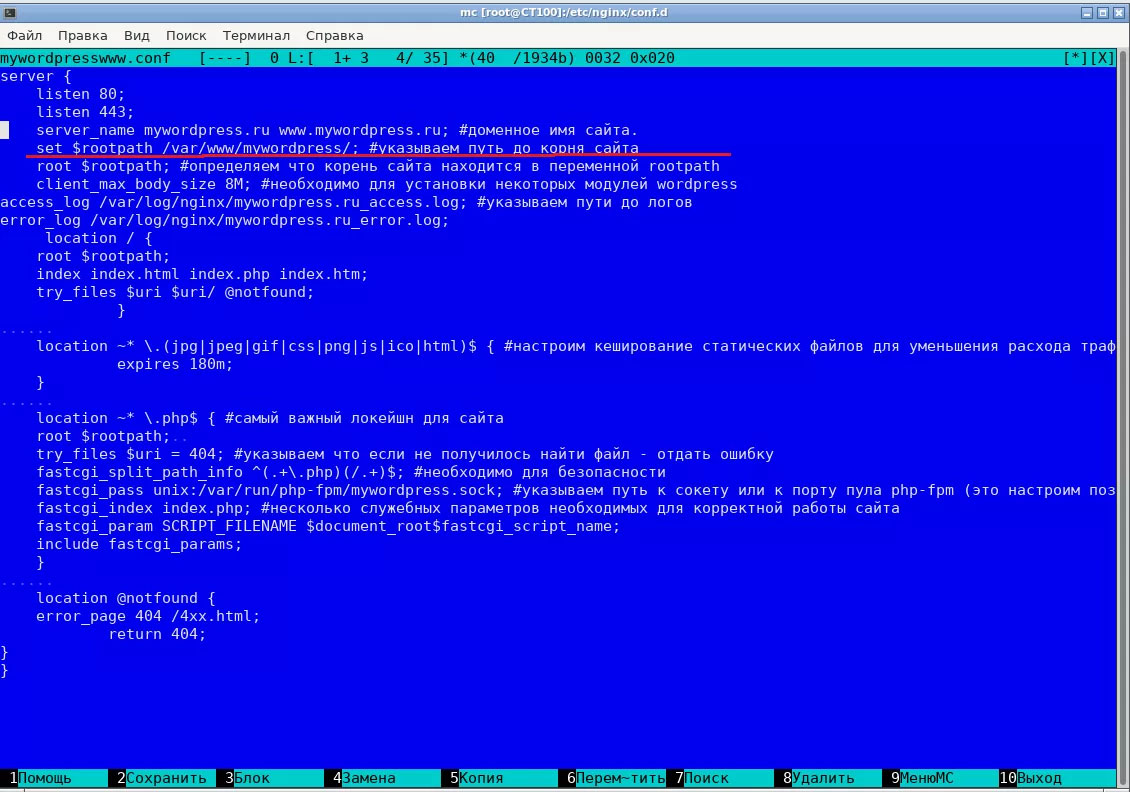 mc [root@CT100]:/etc/nginx/conf.d
Файл Правка Вид Поиск Терминал Справка
mywordpresswww.conf [----] 0 L:[ 1+ 3 4/ 35] *(40 /1934b) 0032 0x020 [*][X]
server {
listen 80;
listen 443;
server_name mywordpress.ru www.mywordpress.ru; #доменное имя сайта.
set $rootpath /var/www/mywordpress/; #указываем путь до корня сайта
root $rootpath; #определяем что корень сайта находится в переменной rootpath
client_max_body_size 8M; #необходимо для установки некоторых модулей wordpress
access_log /var/log/nginx/mywordpress.ru_access.log; #указываем пути до логов
error_log /var/log/nginx/mywordpress.ru_error.log;
location / {
root $rootpath;
index index.html index.php index.htm;
try_files $uri $uri/ @notfound;
}
......
location ~* \.(jpg|jpeg|gif|css|png|js|ico|html)$ { #настроим кеширование статических файлов для уменьшения расхода траф
expires 180m;
}
......
location ~* \.php$ { #самый важный локейшн для сайта
root $rootpath;..
try_files $uri = 404; #указываем что если не получилось найти файл - отдать ошибку
fastcgi_split_path_info ^(.+\.php)(/.+)$; #необходимо для безопасности
fastcgi_pass unix:/var/run/php-fpm/mywordpress.sock; #указываем путь к сокету или к порту пула php-fpm (это настроим поз
fastcgi_index index.php; #несколько служебных параметров необходимых для корректной работы сайта
fastcgi_param SCRIPT_FILENAME $document_root$fastcgi_script_name;
include fastcgi_params;
}
......
location @notfound {
error_page 404 /4xx.html;
return 404;
}
}
1Помощь 2Сохранить 3Блок 4Замена 5Копия 6Перем~тить 7Поиск 8Удалить 9МенюMC 10Выход